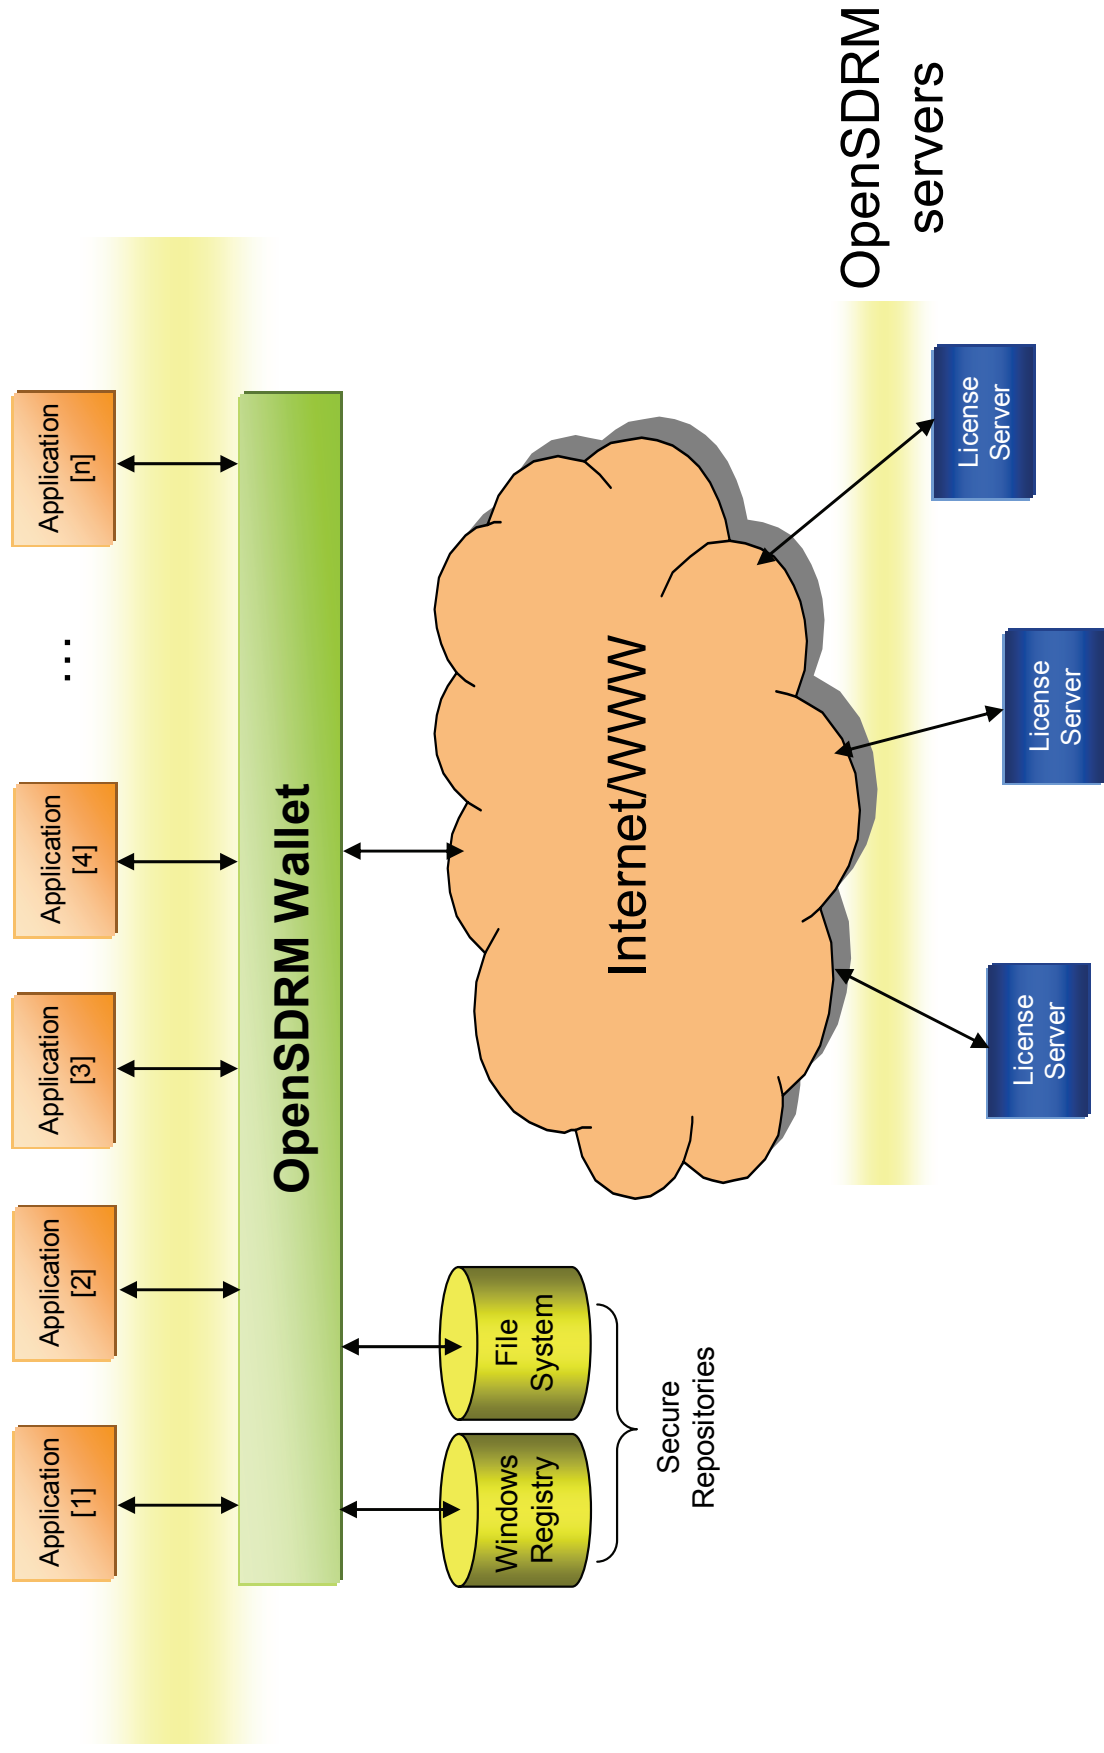 Application
[1]
Application
[2]
Application
[3]
Application
[4]
...
Application
[n]
OpenSDRM Wallet
Windows
Registry
File
System
Secure
Repositories
Internet/WWW
OpenSDRM
servers
License
Server
License
Server
License
Server